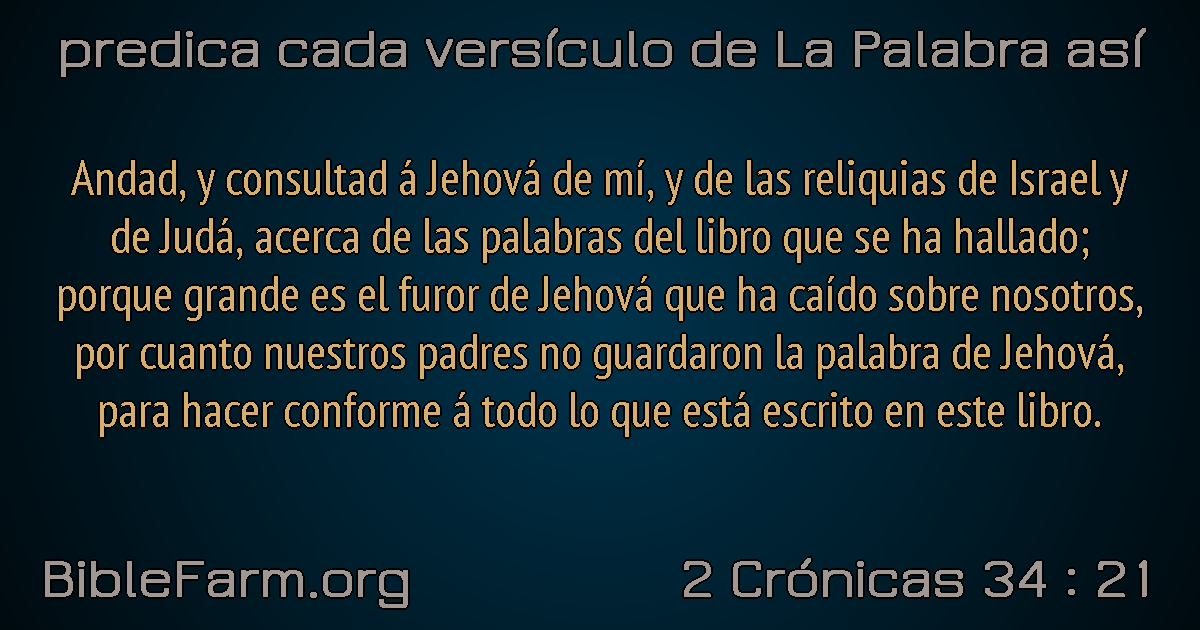 predica cada versículo de La Palabra así
Andad, y consultad á Jehová de mí, y de las reliquias de Israel y
de Judá, acerca de las palabras del libro que se ha hallado;
porque grande es el furor de Jehová que ha caído sobre nosotros,
por cuanto nuestros padres no guardaron la palabra de Jehová,
para hacer conforme á todo lo que está escrito en este libro.
BibleFarm.org
2 Crónicas 34 : 21